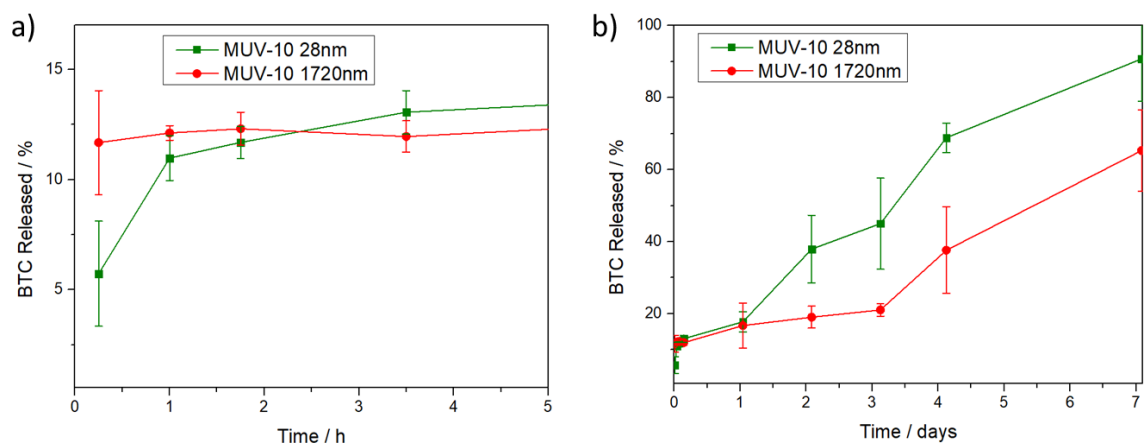 a)
MUV-10 28nm
MUV-10 1720nm
BTC Released / %
15
10
5
0 1 2 3 4 5
Time / h
b)
MUV-10 28nm
MUV-10 1720nm
BTC Released / %
100
80
60
40
20
0 1 2 3 4 5 6 7
Time / days